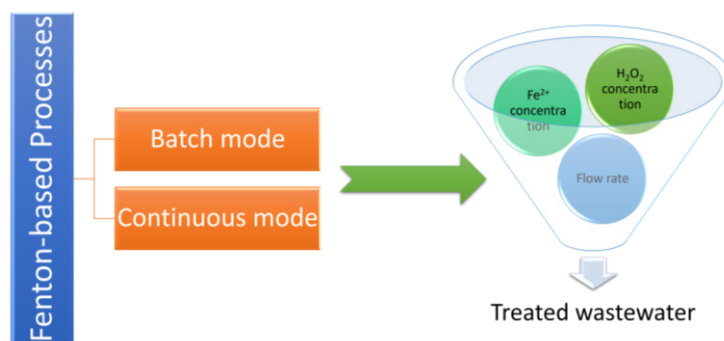 Fenton-based Processes
Batch mode
Continuous mode
Fe²⁺
concentra
tion
H₂O₂
concentra
tion
Flow rate
Treated wastewater